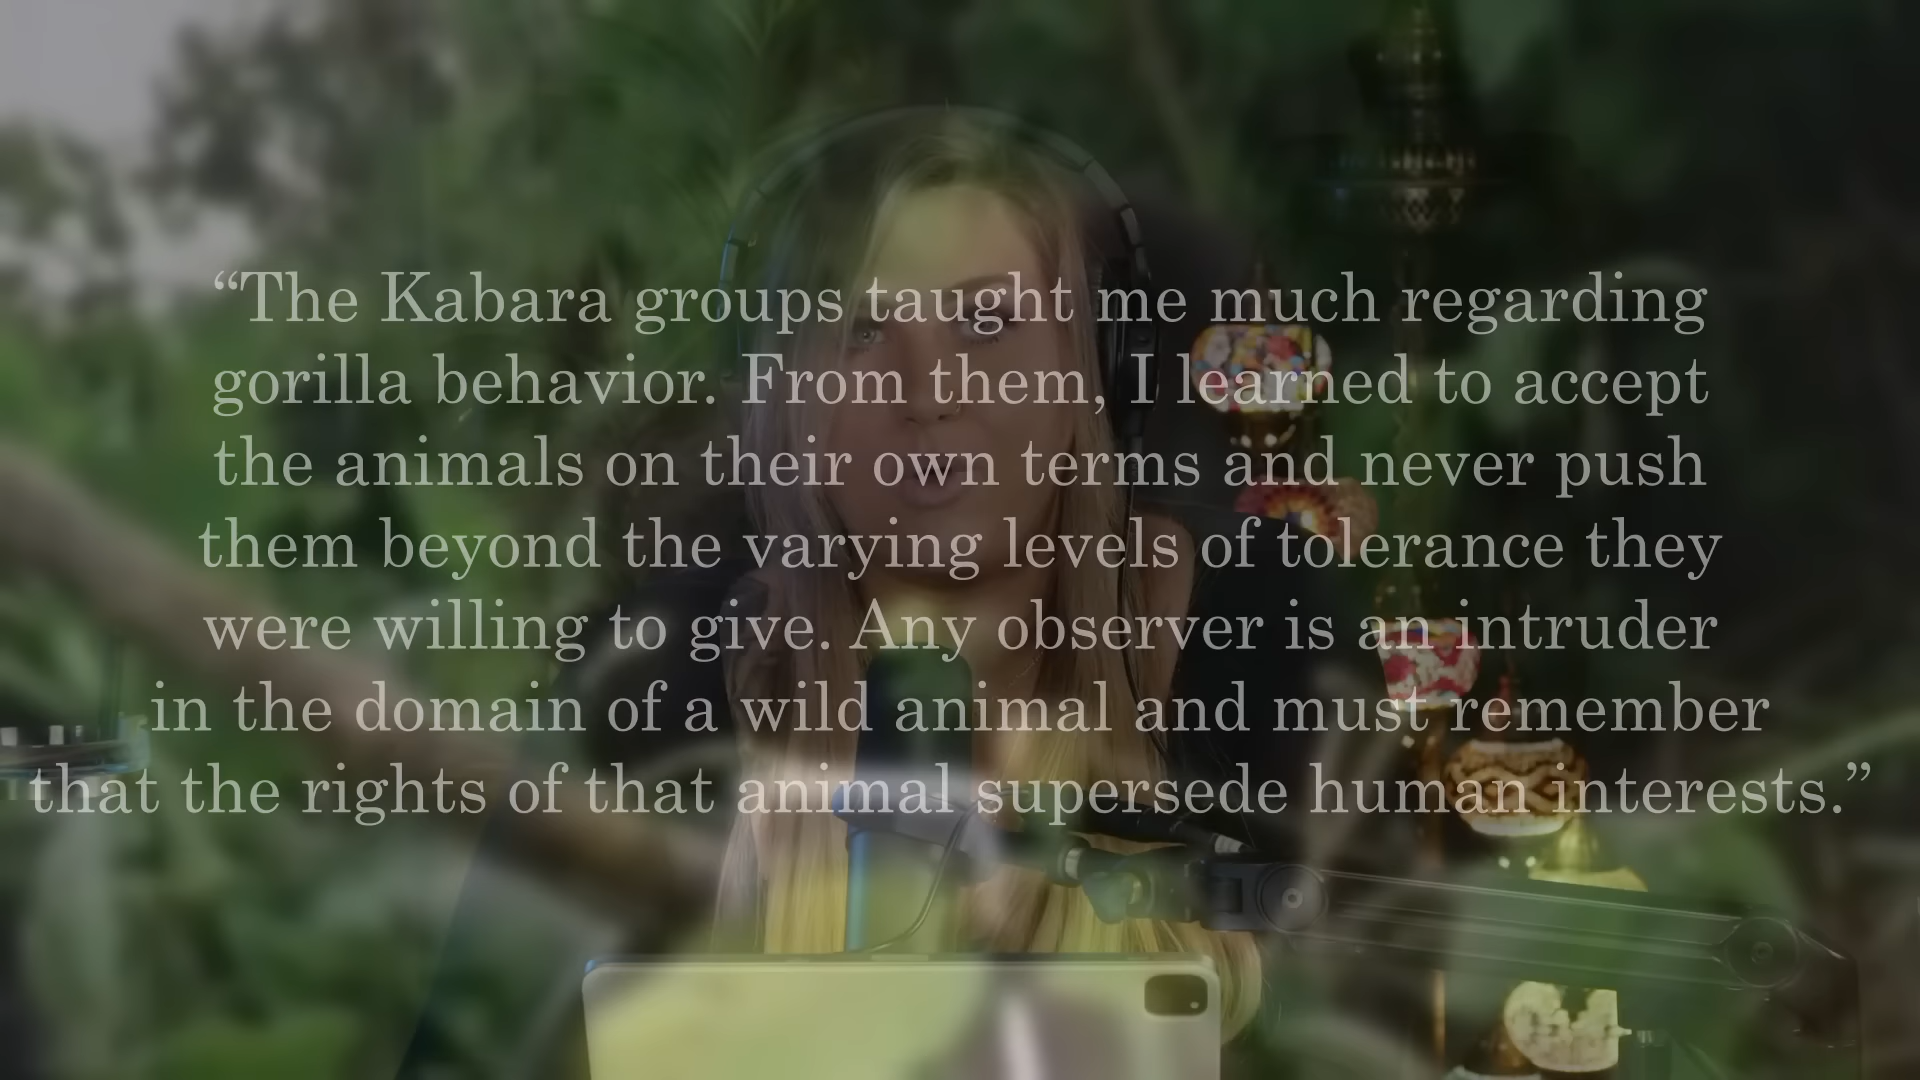 “The Kabara groups taught me much regarding
gorilla behavior. From them, I learned to accept
the animals on their own terms and never push
them beyond the varying levels of tolerance they
were willing to give. Any observer is an intruder
in the domain of a wild animal and must remember
that the rights of that animal supersede human interests.”